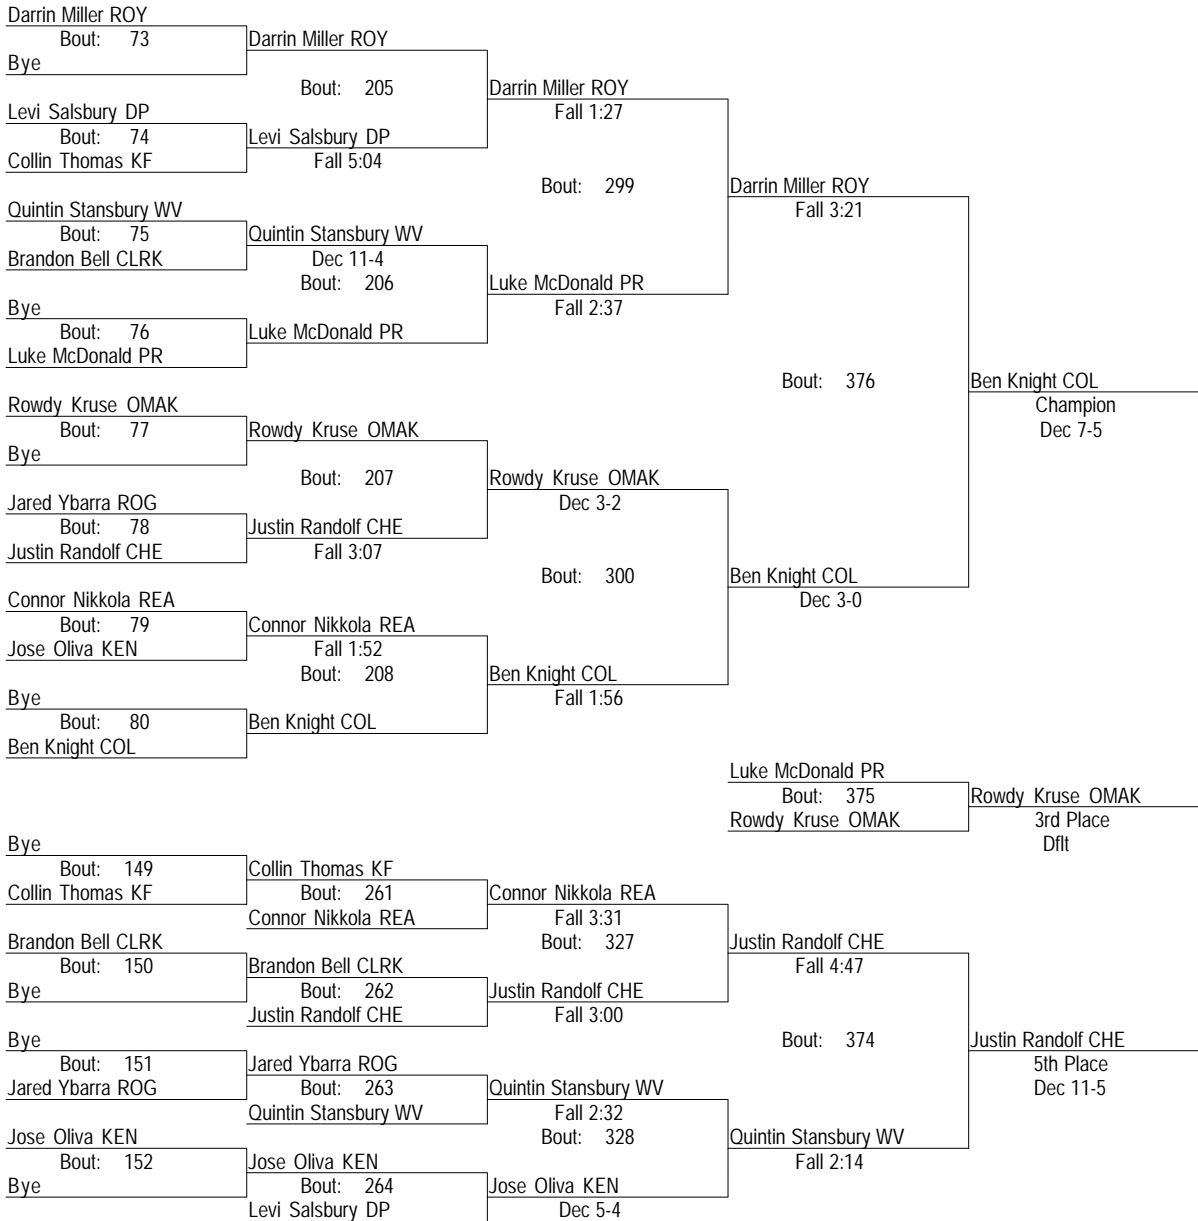 Darrin Miller ROY
Bout: 73
Darrin Miller ROY
Bye
Bout: 205
Darrin Miller ROY
Levi Salsbury DP
Fall 1:27
Bout: 74
Levi Salsbury DP
Collin Thomas KF
Fall 5:04
Bout: 299
Darrin Miller ROY
Quintin Stansbury WV
Fall 3:21
Bout: 75
Quintin Stansbury WV
Brandon Bell CLRK
Dec 11-4
Bout: 206
Luke McDonald PR
Bye
Fall 2:37
Bout: 76
Luke McDonald PR
Luke McDonald PR
Bout: 376
Ben Knight COL
Rowdy Kruse OMAK
Champion
Bout: 77
Rowdy Kruse OMAK
Dec 7-5
Bye
Bout: 207
Rowdy Kruse OMAK
Jared Ybarra ROG
Dec 3-2
Bout: 78
Justin Randolf CHE
Justin Randolf CHE
Fall 3:07
Bout: 300
Ben Knight COL
Connor Nikkola REA
Dec 3-0
Bout: 79
Connor Nikkola REA
Jose Oliva KEN
Fall 1:52
Bout: 208
Ben Knight COL
Bye
Fall 1:56
Bout: 80
Ben Knight COL
Ben Knight COL
Luke McDonald PR
Bout: 375
Rowdy Kruse OMAK
Rowdy Kruse OMAK
3rd Place
Dflt
Bye
Bout: 149
Collin Thomas KF
Collin Thomas KF
Bout: 261
Connor Nikkola REA
Connor Nikkola REA
Fall 3:31
Brandon Bell CLRK
Bout: 327
Justin Randolf CHE
Bout: 150
Brandon Bell CLRK
Fall 4:47
Bye
Bout: 262
Justin Randolf CHE
Justin Randolf CHE
Fall 3:00
Bye
Bout: 374
Justin Randolf CHE
Bout: 151
Jared Ybarra ROG
5th Place
Jared Ybarra ROG
Bout: 263
Quintin Stansbury WV
Dec 11-5
Quintin Stansbury WV
Fall 2:32
Jose Oliva KEN
Bout: 328
Quintin Stansbury WV
Bout: 152
Jose Oliva KEN
Fall 2:14
Bye
Bout: 264
Jose Oliva KEN
Levi Salsbury DP
Dec 5-4